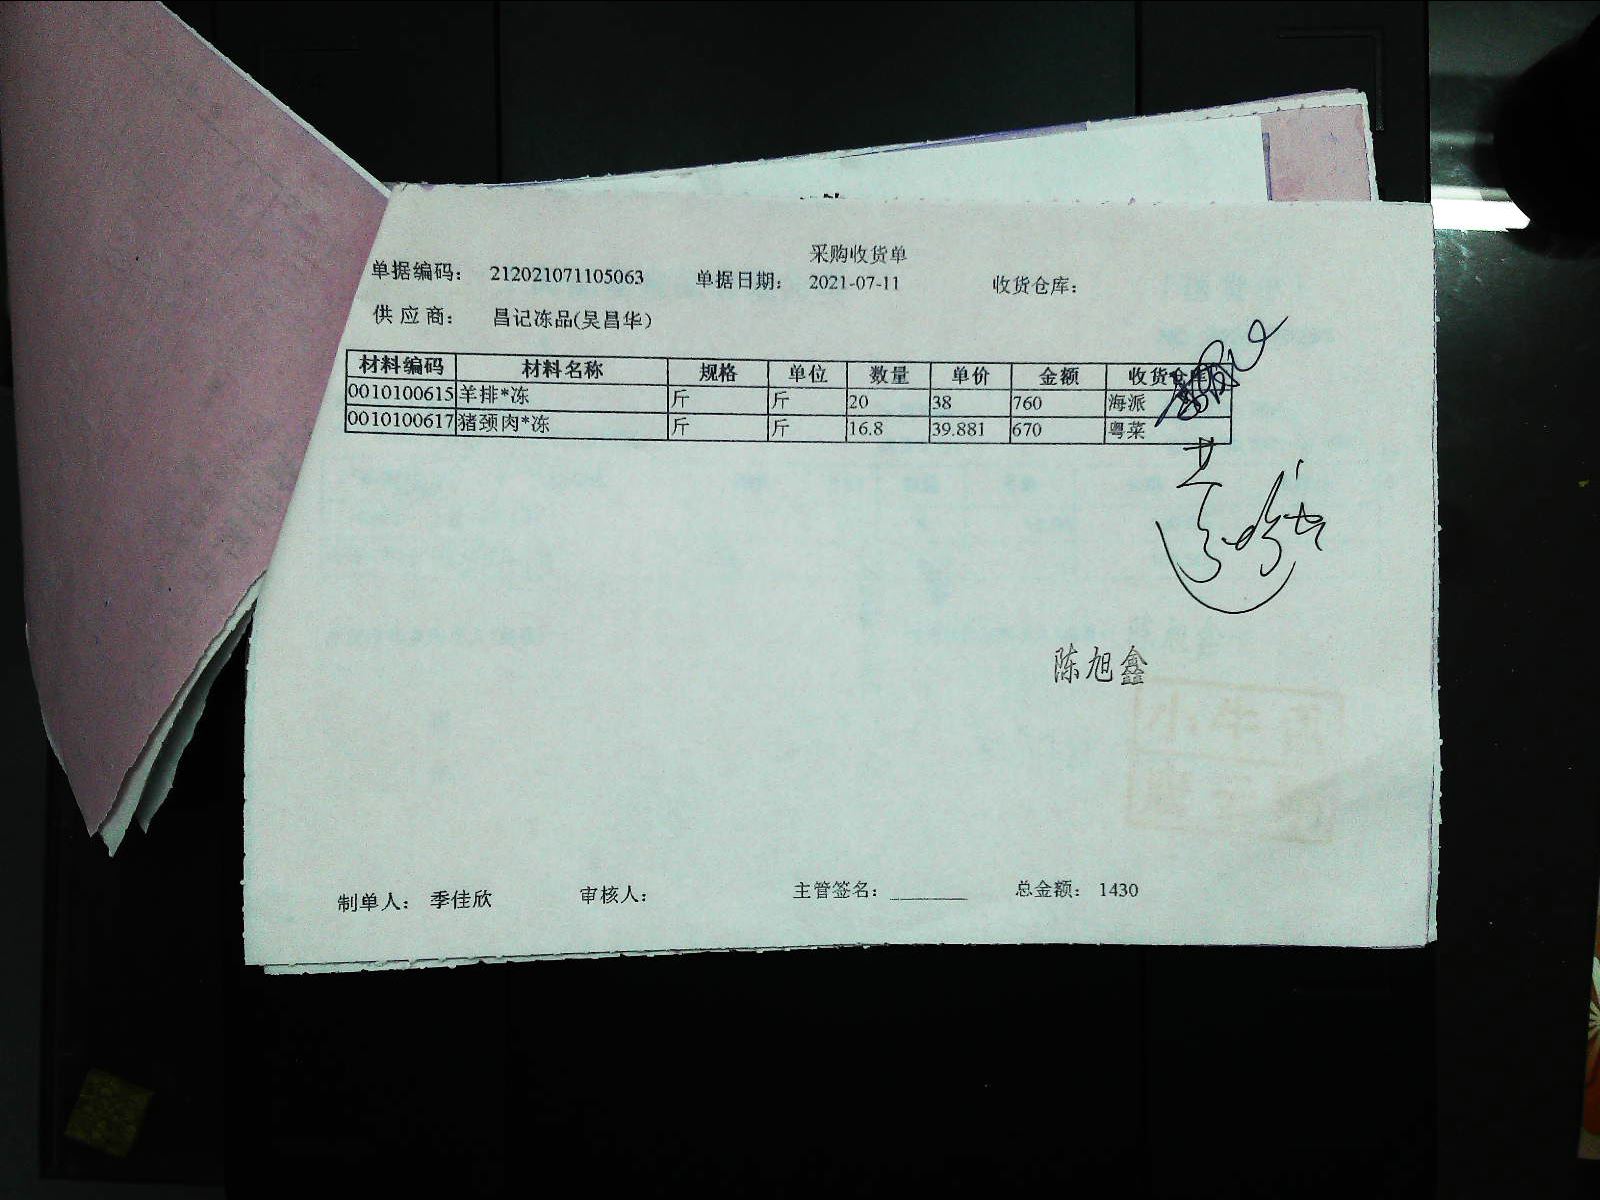 采购收货单
单据编码： 212021071105063 单据日期： 2021-07-11 收货仓库：
供 应 商： 昌记冻品(吴昌华)
材料编码 材料名称 规格 单位 数量 单价 金额 收货仓库
0010100615 羊排*冻 斤 斤 20 38 760 海派
0010100617 猪颈肉*冻 斤 斤 16.8 39.881 670 粤菜
陈旭鑫
制单人： 季佳欣 审核人： 主管签名： 总金额： 1430